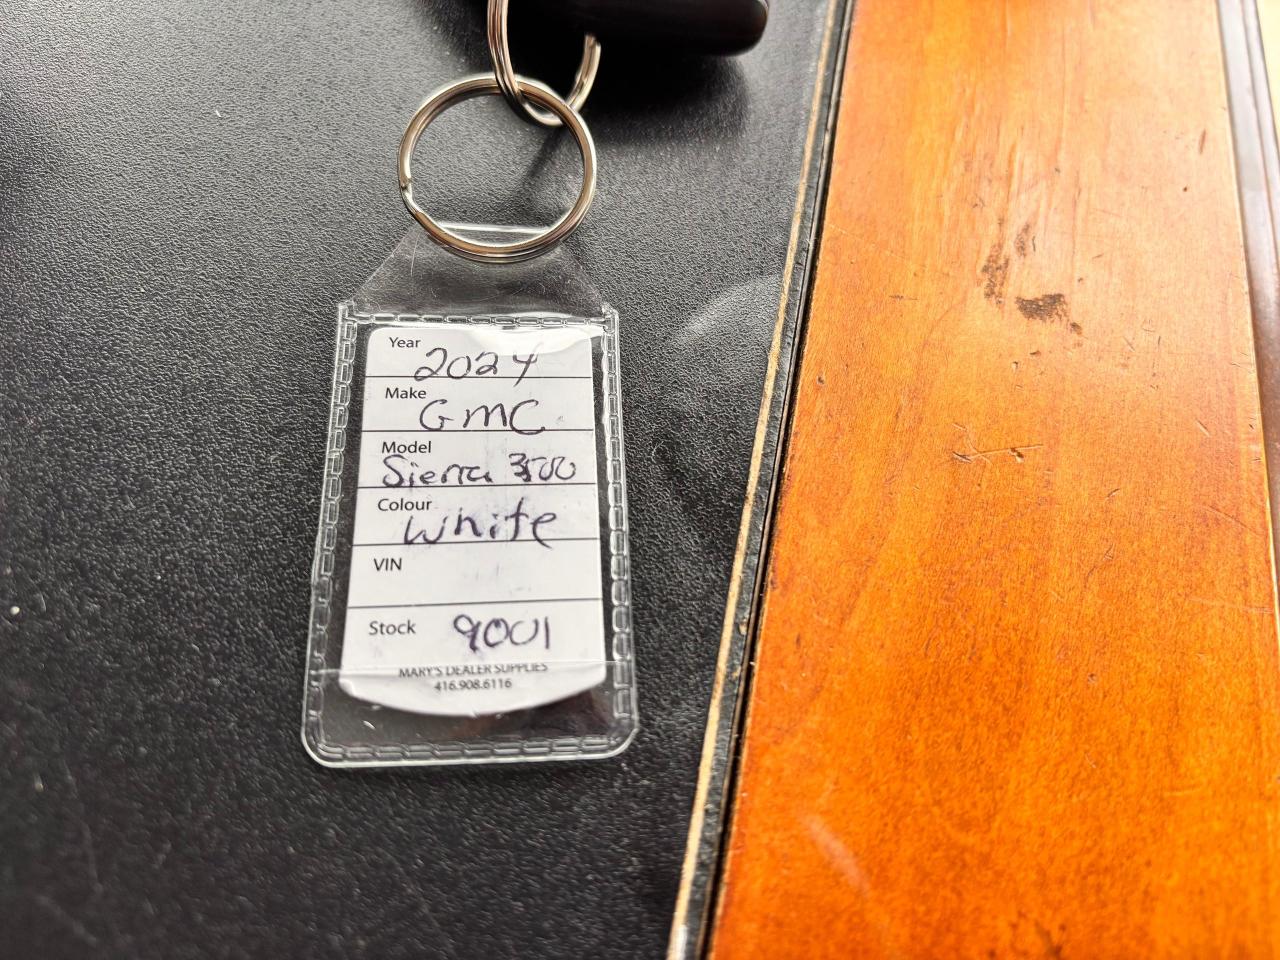 Year 2024
Make GMC
Model
Sierra 3500
Colour White
VIN
Stock 9001
MARY'S DEALER SUPPLIES
416.908.6116